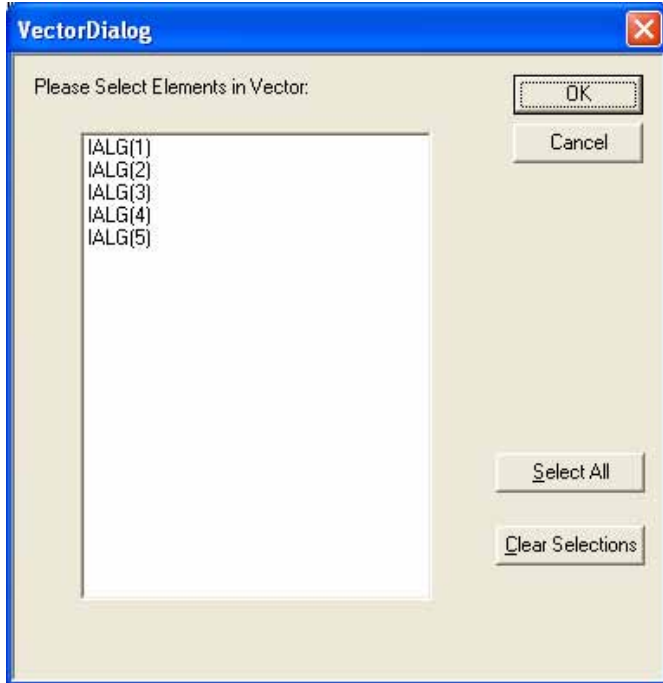 VectorDialog
Please Select Elements in Vector:
OK
Cancel
IALG(1)
IALG(2)
IALG(3)
IALG(4)
IALG(5)
Select All
Clear Selections